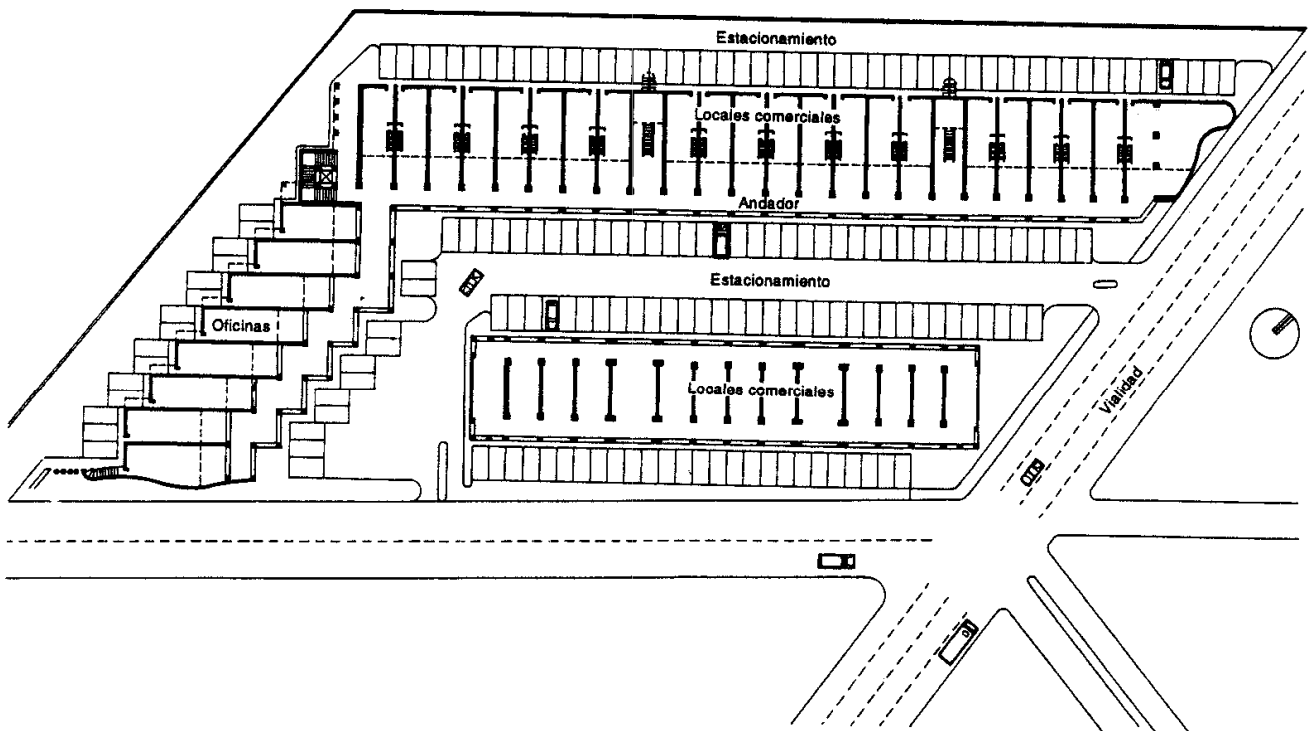 Estacionamiento
Locales comerciales
Andador
Estacionamiento
Oficinas
Locales comerciales
Vialidad